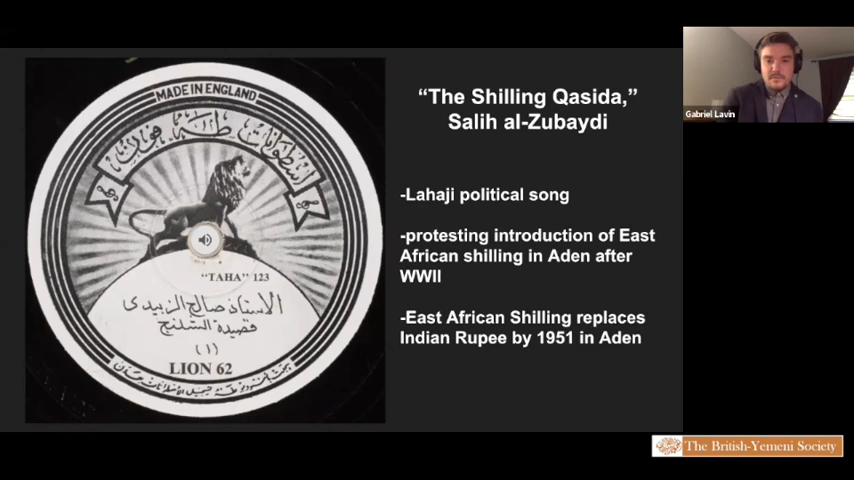 MADE IN ENGLAND
اسطوانات طه فون
"TAHA" 123
الاستاذ صالح الزبيدى
قصيدة الشلنج
(١)
LION 62
“The Shilling Qasida,”
Salih al-Zubaydi
-Lahaji political song
-protesting introduction of East
African shilling in Aden after
WWII
-East African Shilling replaces
Indian Rupee by 1951 in Aden
Gabriel Lavin
The British-Yemeni Society